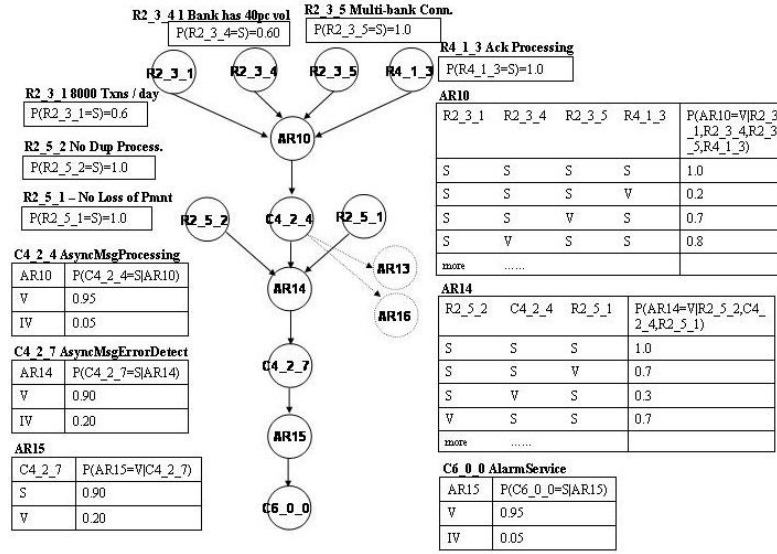 R2_3_4 1 Bank has 40pc vol
P(R2_3_4=S)=0.60
R2_3_5 Multi-bank Conn.
P(R2_3_5=S)=1.0
R4_1_3 Ack Processing
P(R4_1_3=S)=1.0
R2_3_1 R2_3_4 R2_3_5 R4_1_3
R2_3_1 8000 Txns / day
P(R2_3_1=S)=0.6
AR10
R2_5_2 No Dup Process.
P(R2_5_2=S)=1.0
R2_5_1 – No Loss of Pmnt
P(R2_5_1=S)=1.0
R2_5_2 C4_2_4 R2_5_1
AR13
AR14
AR16
C4_2_7
AR15
C6_0_0
C4_2_4 AsyncMsgProcessing
AR10 P(C4_2_4=S|AR10)
V 0.95
IV 0.05
C4_2_7 AsyncMsgErrorDetect
AR14 P(C4_2_7=S|AR14)
V 0.90
IV 0.20
AR15
C4_2_7 P(AR15=V|C4_2_7)
S 0.90
V 0.20
AR10
R2_3_1 R2_3_4 R2_3_5 R4_1_3 P(AR10=V|R2_3
_1,R2_3_4,R2_3
_5,R4_1_3)
S S S S 1.0
S S S V 0.2
S S V S 0.7
S V S S 0.8
more ......
AR14
R2_5_2 C4_2_4 R2_5_1 P(AR14=V|R2_5_2,C4_
2_4,R2_5_1)
S S S 1.0
S S V 0.7
S V S 0.3
V S S 0.7
more ......
C6_0_0 AlarmService
AR15 P(C6_0_0=S|AR15)
V 0.95
IV 0.05